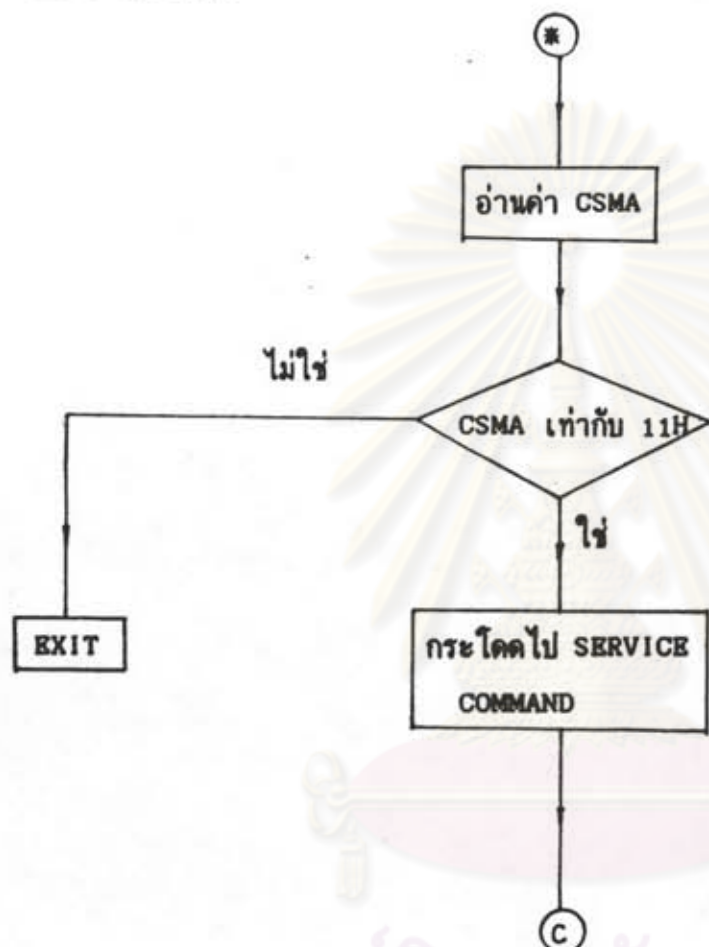 *
อ่านค่า CSMA
ไม่ใช่
CSMA เท่ากับ 11H
ใช่
EXIT
กระโดดไป SERVICE
COMMAND
C